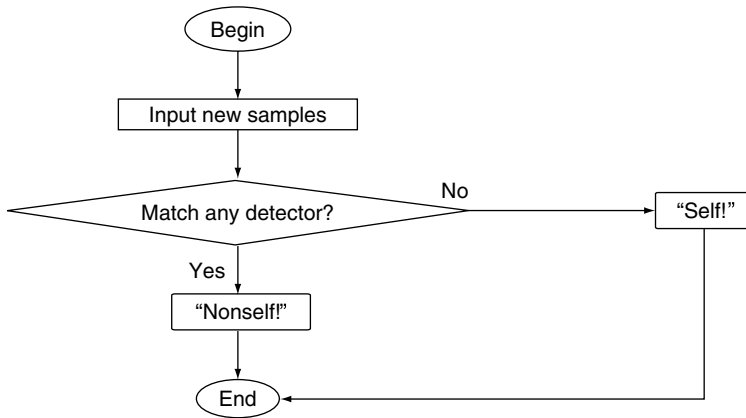 Begin
Input new samples
No
Match any detector?
“Self!”
Yes
“Nonself!”
End